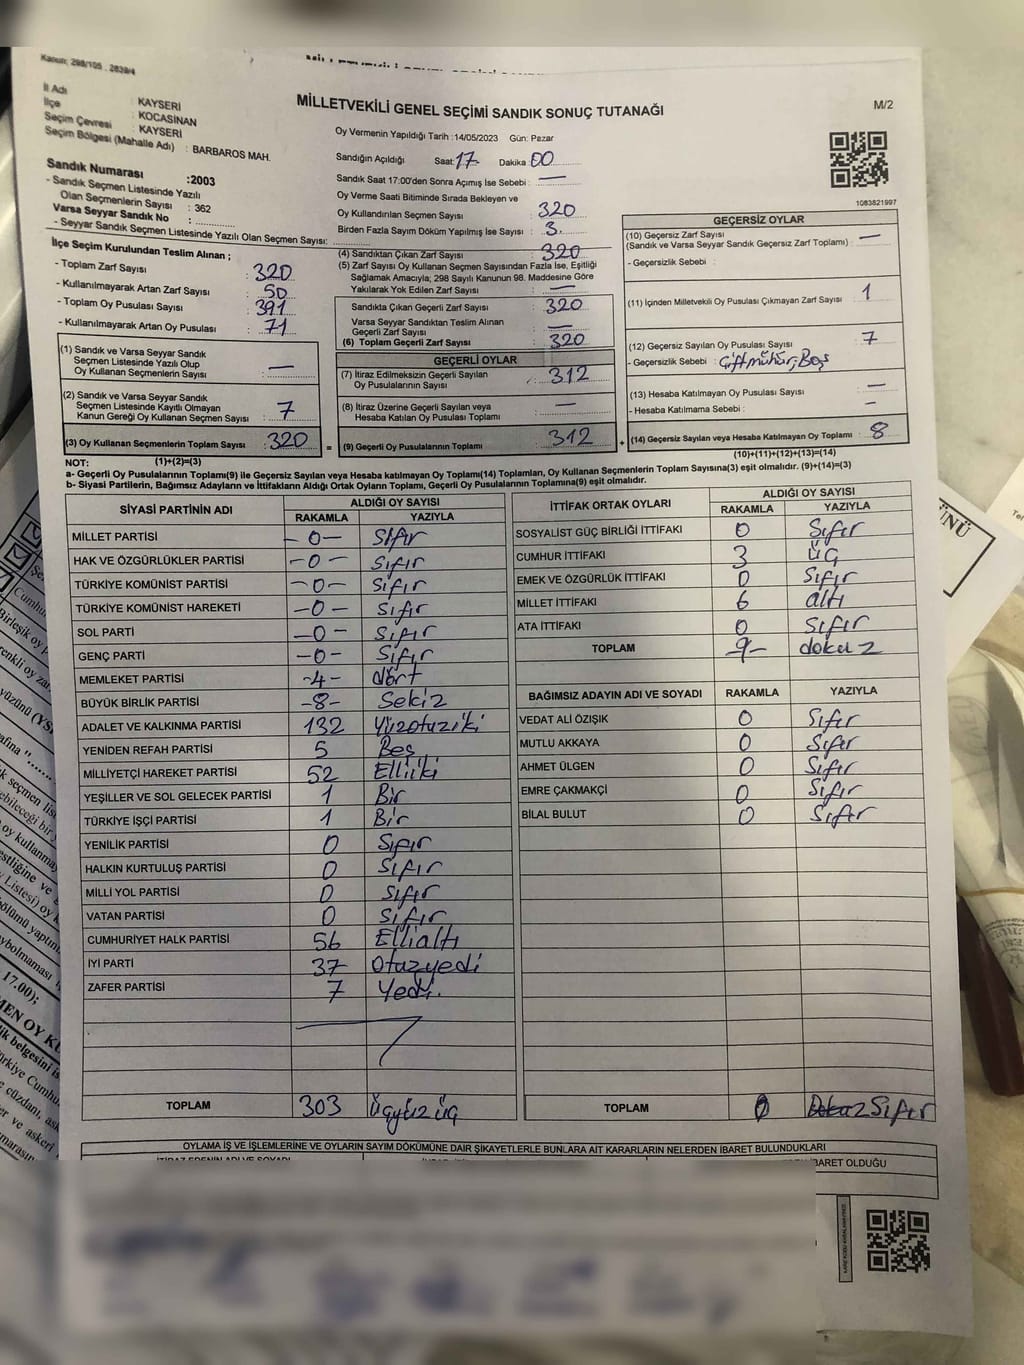 Kanun; 298/105 . 2839/4
MİLLETVEKİLİ GENEL SEÇİMİ SANDIK SONUÇ TUTANAĞI
M/2
İl Adı : KAYSERİ
İlçe : KOCASİNAN
Seçim Çevresi : KAYSERİ
Seçim Bölgesi (Mahalle Adı) : BARBAROS MAH.
Sandık Numarası :2003
- Sandık Seçmen Listesinde Yazılı
Olan Seçmenlerin Sayısı : 362
Varsa Seyyar Sandık No :
- Seyyar Sandık Seçmen Listesinde Yazılı Olan Seçmen Sayısı:
Oy Vermenin Yapıldığı Tarih :14/05/2023 Gün: Pazar
Sandığın Açıldığı Saat: 17 Dakika 00
Sandık Saat 17:00'den Sonra Açımış İse Sebebi : —
Oy Verme Saati Bitiminde Sırada Bekleyen ve
Oy Kullandırılan Seçmen Sayısı : 320
Birden Fazla Sayım Döküm Yapılmış İse Sayısı : 3.
1083821997
İlçe Seçim Kurulundan Teslim Alınan ;
- Toplam Zarf Sayısı : 320
- Kullanılmayarak Artan Zarf Sayısı : 50
- Toplam Oy Pusulası Sayısı : 391
- Kullanılmayarak Artan Oy Pusulası : 71
(1) Sandık ve Varsa Seyyar Sandık
Seçmen Listesinde Yazılı Olup
Oy Kullanan Seçmenlerin Sayısı : —
(2) Sandık ve Varsa Seyyar Sandık
Seçmen Listesinde Kayıtlı Olmayan
Kanun Gereği Oy Kullanan Seçmen Sayısı : 7
(3) Oy Kullanan Seçmenlerin Toplam Sayısı : 320 =
(4) Sandıktan Çıkan Zarf Sayısı : 320
(5) Zarf Sayısı Oy Kullanan Seçmen Sayısından Fazla İse, Eşitliği
Sağlamak Amacıyla; 298 Sayılı Kanunun 98. Maddesine Göre
Yakılarak Yok Edilen Zarf Sayısı : —
Sandıkta Çıkan Geçerli Zarf Sayısı : 320
Varsa Seyyar Sandıktan Teslim Alınan
Geçerli Zarf Sayısı : —
(6) Toplam Geçerli Zarf Sayısı : 320
GEÇERLİ OYLAR
(7) İtiraz Edilmeksizin Geçerli Sayılan
Oy Pusulalarının Sayısı : 312
(8) İtiraz Üzerine Geçerli Sayılan veya
Hesaba Katılan Oy Pusulası Toplamı : —
(9) Geçerli Oy Pusulalarının Toplamı : 312 +
GEÇERSİZ OYLAR
(10) Geçersiz Zarf Sayısı : —
(Sandık ve Varsa Seyyar Sandık Geçersiz Zarf Toplamı)
- Geçersizlik Sebebi :
(11) İçinden Milletvekili Oy Pusulası Çıkmayan Zarf Sayısı : 1
(12) Geçersiz Sayılan Oy Pusulası Sayısı : 7
- Geçersizlik Sebebi : Çift mühür, Boş
(13) Hesaba Katılmayan Oy Pusulası Sayısı : —
- Hesaba Katılmama Sebebi : —
(14) Geçersiz Sayılan veya Hesaba Katılmayan Oy Toplamı : 8
NOT: (1)+(2)=(3)
(10)+(11)+(12)+(13)=(14)
a- Geçerli Oy Pusulalarının Toplamı(9) ile Geçersiz Sayılan veya Hesaba katılmayan Oy Toplamı(14) Toplamları, Oy Kullanan Seçmenlerin Toplam Sayısına(3) eşit olmalıdır. (9)+(14)=(3)
b- Siyasi Partilerin, Bağımsız Adayların ve İttifakların Aldığı Ortak Oyların Toplamı, Geçerli Oy Pusulalarının Toplamına(9) eşit olmalıdır.
SİYASİ PARTİNİN ADI ALDIĞI OY SAYISI
RAKAMLA YAZIYLA
MİLLET PARTİSİ -0- Sıfır
HAK VE ÖZGÜRLÜKLER PARTİSİ -0- Sıfır
TÜRKİYE KOMÜNİST PARTİSİ -0- Sıfır
TÜRKİYE KOMÜNİST HAREKETİ -0- Sıfır
SOL PARTİ -0- Sıfır
GENÇ PARTİ -0- Sıfır
MEMLEKET PARTİSİ -4- dört
BÜYÜK BİRLİK PARTİSİ -8- Sekiz
ADALET VE KALKINMA PARTİSİ 132 Yüzotuziki
YENİDEN REFAH PARTİSİ 5 Beş
MİLLİYETÇİ HAREKET PARTİSİ 52 Elliiki
YEŞİLLER VE SOL GELECEK PARTİSİ 1 Bir
TÜRKİYE İŞÇİ PARTİSİ 1 Bir
YENİLİK PARTİSİ 0 Sıfır
HALKIN KURTULUŞ PARTİSİ 0 Sıfır
MİLLİ YOL PARTİSİ 0 Sıfır
VATAN PARTİSİ 0 Sıfır
CUMHURİYET HALK PARTİSİ 56 Ellialtı
İYİ PARTİ 37 Otuzyedi
ZAFER PARTİSİ 7 Yedi.
TOPLAM 303 Üçyüz üç
İTTİFAK ORTAK OYLARI ALDIĞI OY SAYISI
RAKAMLA YAZIYLA
SOSYALİST GÜÇ BİRLİĞİ İTTİFAKI 0 Sıfır
CUMHUR İTTİFAKI 3 Üç
EMEK VE ÖZGÜRLÜK İTTİFAKI 0 Sıfır
MİLLET İTTİFAKI 6 altı
ATA İTTİFAKI 0 Sıfır
TOPLAM -9- dokuz
BAĞIMSIZ ADAYIN ADI VE SOYADI RAKAMLA YAZIYLA
VEDAT ALİ ÖZIŞIK 0 Sıfır
MUTLU AKKAYA 0 Sıfır
AHMET ÜLGEN 0 Sıfır
EMRE ÇAKMAKÇİ 0 Sıfır
BİLAL BULUT 0 Sıfır
TOPLAM 0 Dokuz Sıfır
OYLAMA İŞ VE İŞLEMLERİNE VE OYLARIN SAYIM DÖKÜMÜNE DAİR ŞİKAYETLERLE BUNLARA AİT KARARLARIN NELERDEN İBARET BULUNDUKLARI
İTİRAZ EDENİN ADI VE SOYADI
BARET OLDUĞU